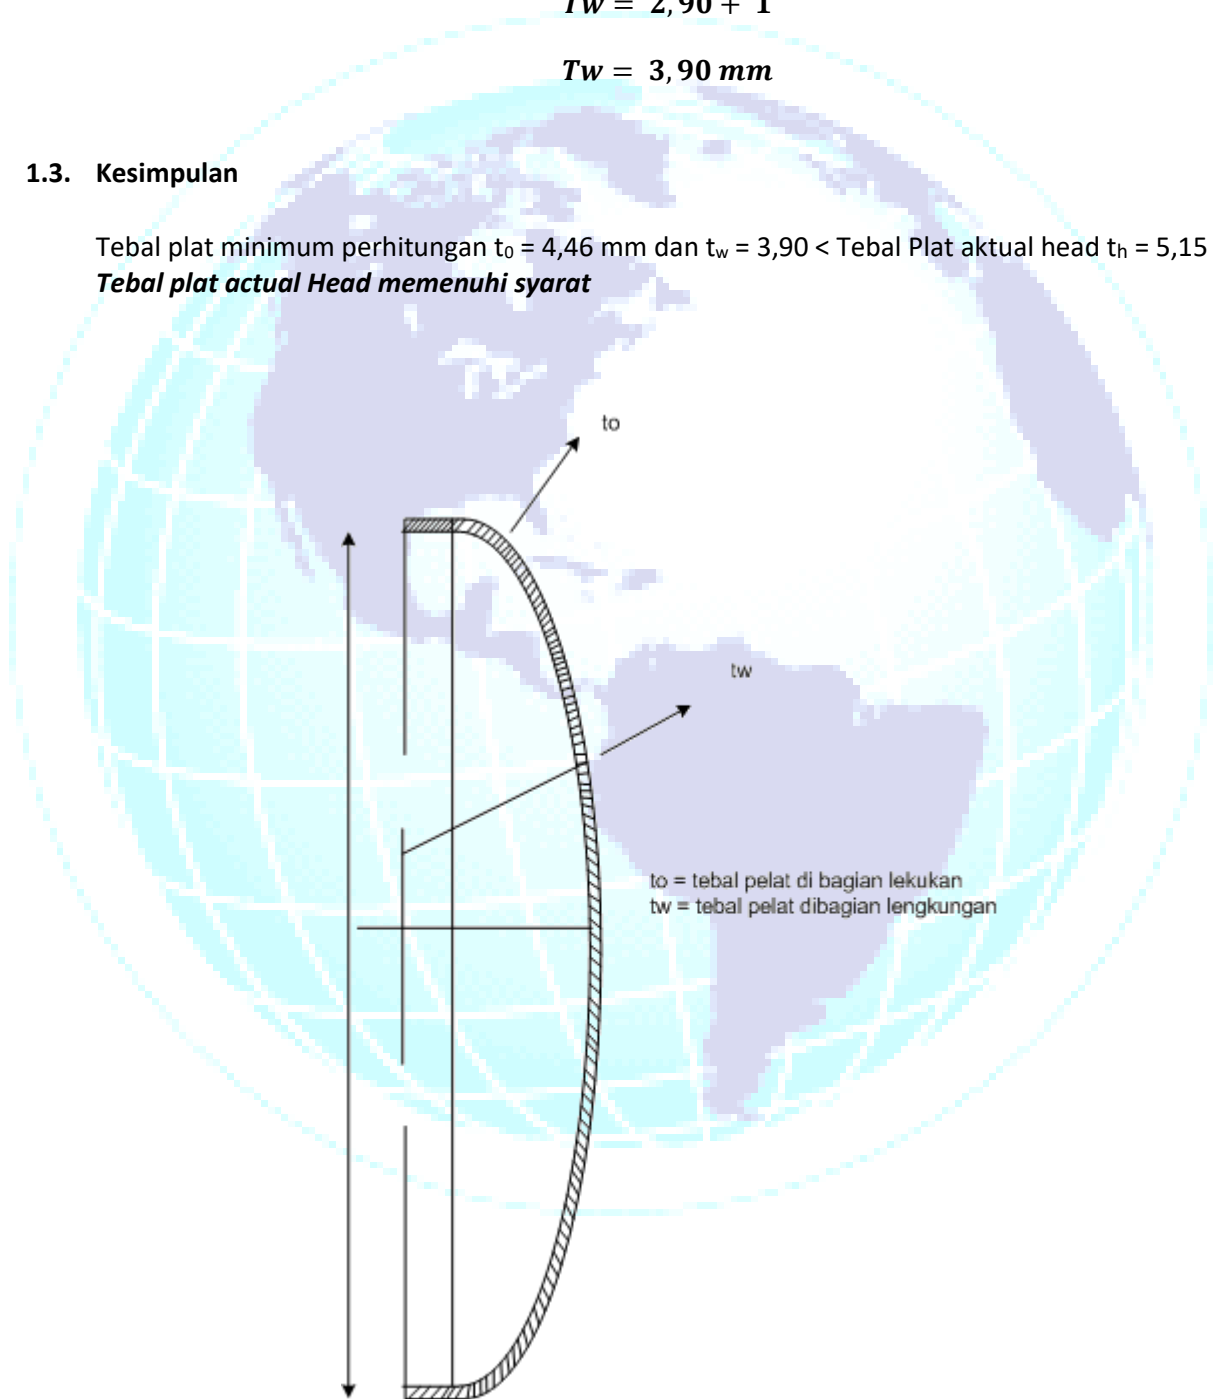 Tw = 2,90 + 1
Tw = 3,90 mm
1.3. Kesimpulan
Tebal plat minimum perhitungan t₀ = 4,46 mm dan tw = 3,90 < Tebal Plat aktual head th = 5,15
Tebal plat actual Head memenuhi syarat
to
tw
to = tebal pelat di bagian lekukan
tw = tebal pelat dibagian lengkungan